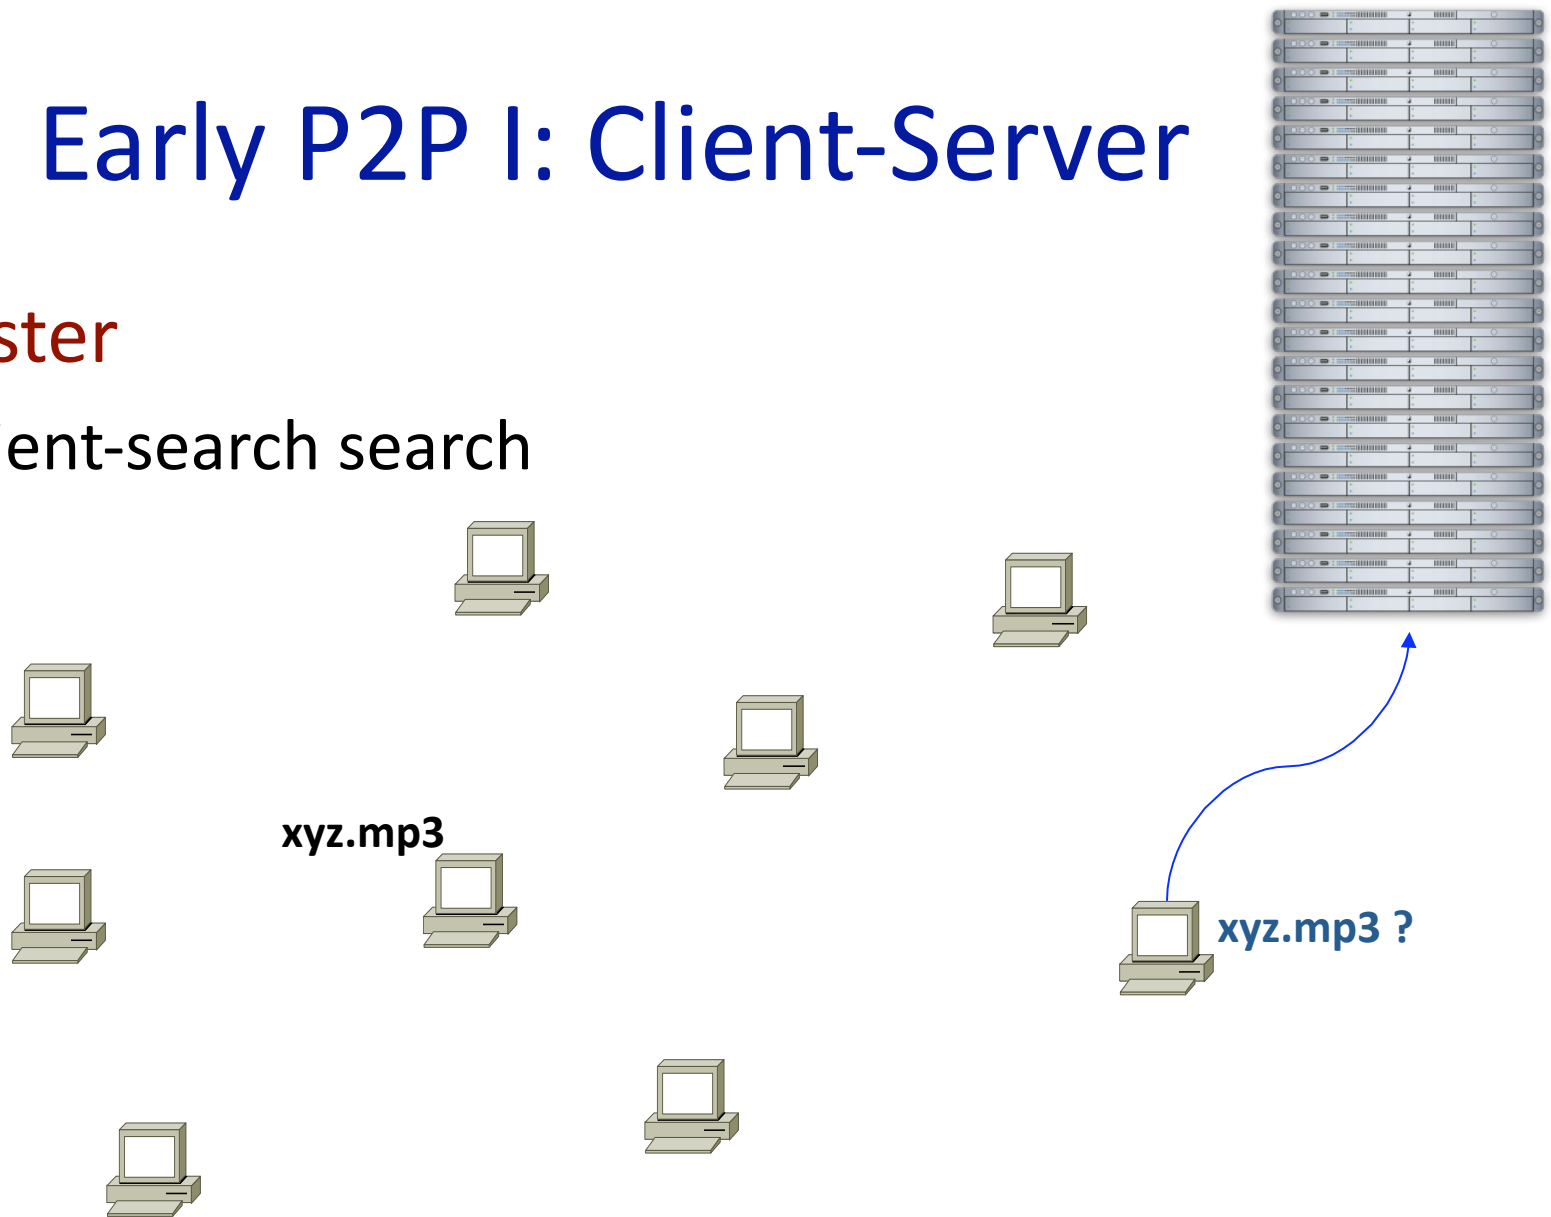 Early P2P I: Client-Server
ster
ent-search search
xyz.mp3
xyz.mp3 ?